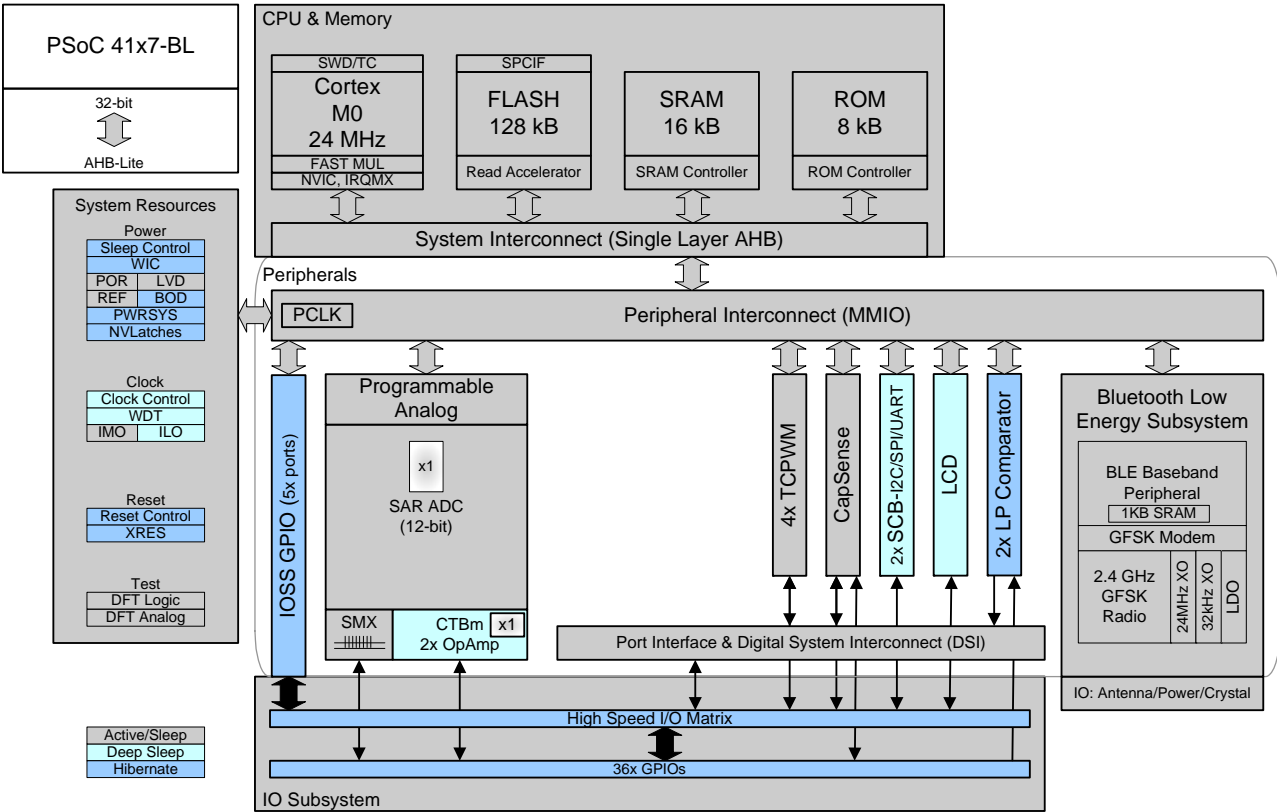 PSoC 41x7-BL
32-bit
AHB-Lite
CPU & Memory
SWD/TC
Cortex
M0
24 MHz
FAST MUL
NVIC, IRQMX
SPCIF
FLASH
128 kB
Read Accelerator
SRAM
16 kB
SRAM Controller
ROM
8 kB
ROM Controller
System Interconnect (Single Layer AHB)
System Resources
Power
Sleep Control
WIC
POR LVD
REF BOD
PWRSYS
NVLatches
Clock
Clock Control
WDT
IMO ILO
Reset
Reset Control
XRES
Test
DFT Logic
DFT Analog
Peripherals
PCLK
Peripheral Interconnect (MMIO)
IOSS GPIO (5x ports)
Programmable
Analog
x1
SAR ADC
(12-bit)
SMX
CTBm x1
2x OpAmp
4x TCPWM
CapSense
2x SCB-I2C/SPI/UART
LCD
2x LP Comparator
Bluetooth Low
Energy Subsystem
BLE Baseband
Peripheral
1KB SRAM
GFSK Modem
2.4 GHz
GFSK
Radio
24MHz XO
32kHz XO
LDO
IO: Antenna/Power/Crystal
Port Interface & Digital System Interconnect (DSI)
High Speed I/O Matrix
36x GPIOs
IO Subsystem
Active/Sleep
Deep Sleep
Hibernate